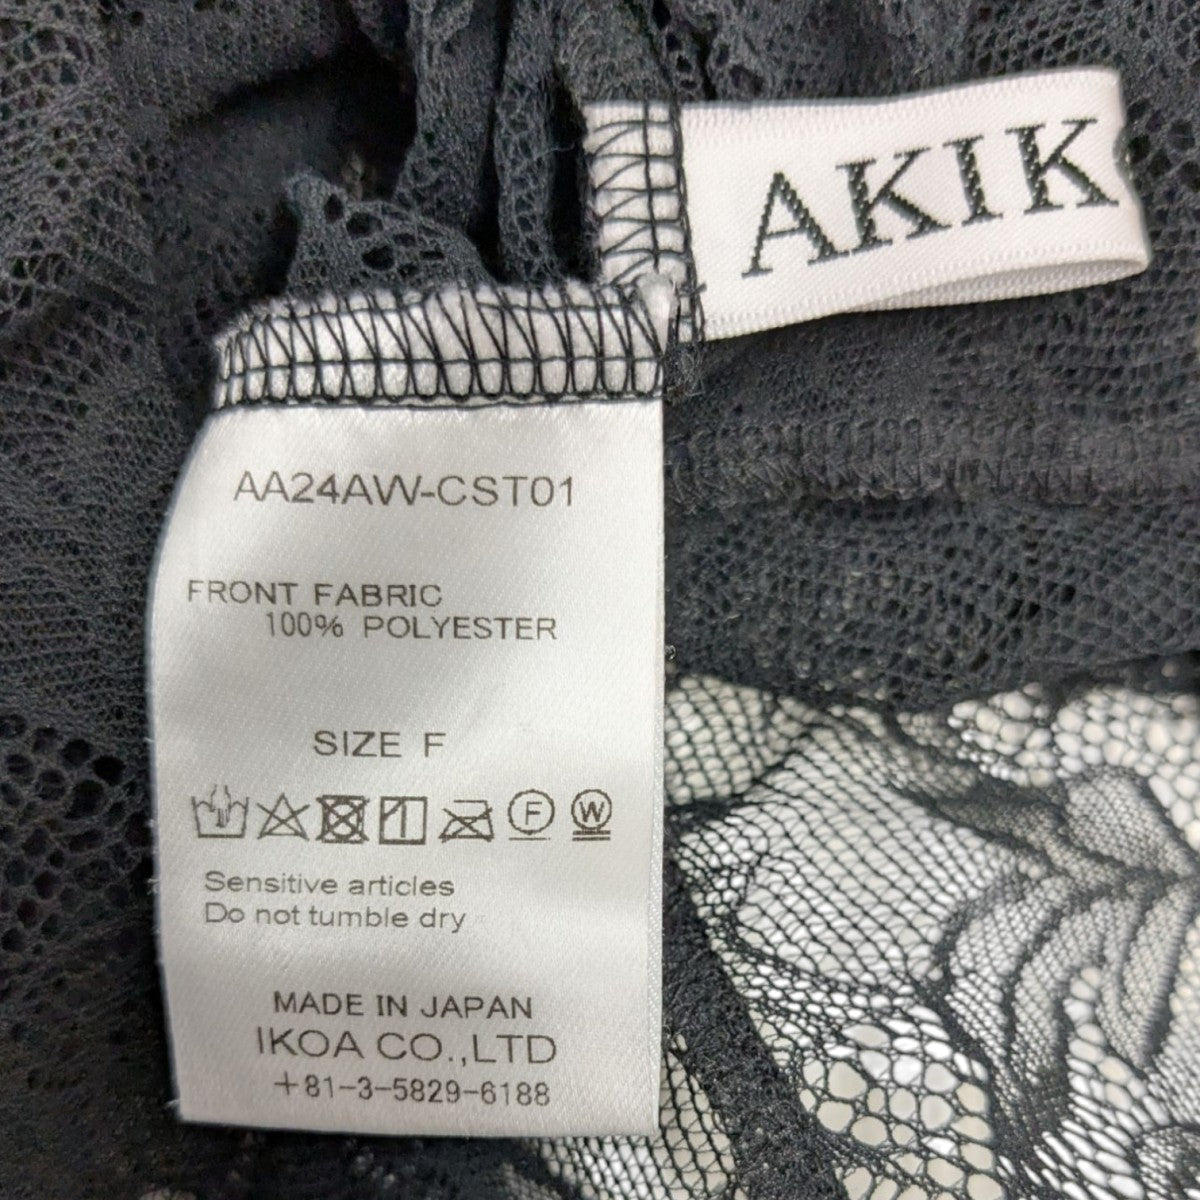 AKIK
AA24AW-CST01
FRONT FABRIC
100% POLYESTER
SIZE F
F W
Sensitive articles
Do not tumble dry
MADE IN JAPAN
IKOA CO.,LTD
+81-3-5829-6188